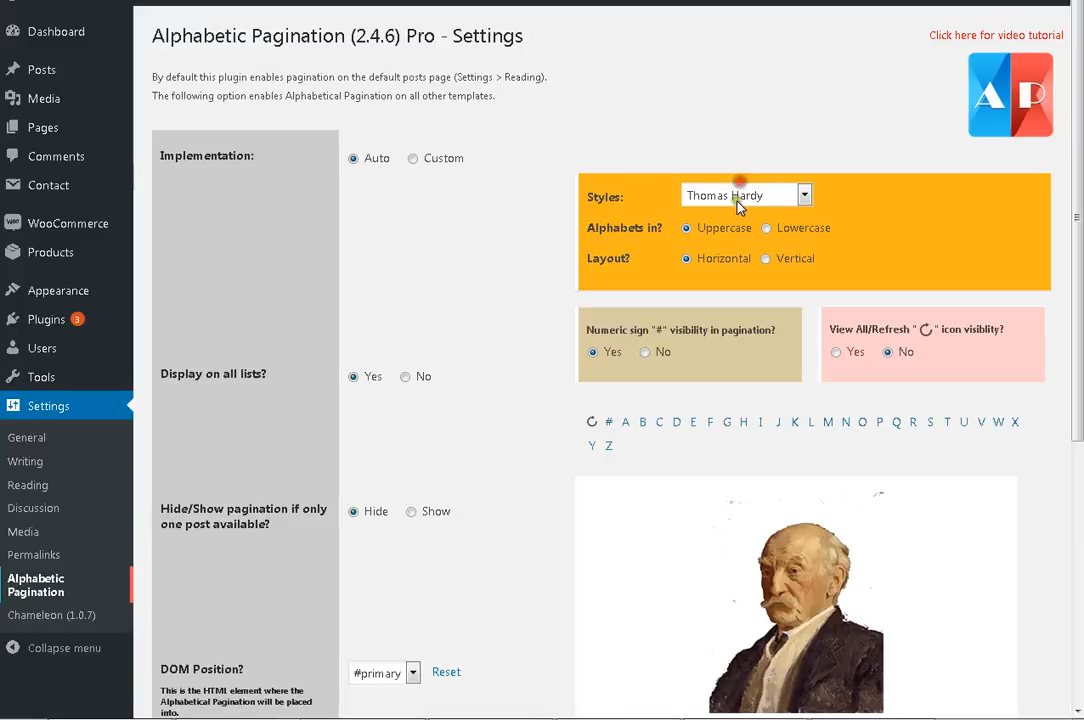 Dashboard
Posts
Media
Pages
Comments
Contact
WooCommerce
Products
Appearance
Plugins 3
Users
Tools
Settings
General
Writing
Reading
Discussion
Media
Permalinks
Alphabetic
Pagination
Chameleon (1.0.7)
Collapse menu
Alphabetic Pagination (2.4.6) Pro - Settings
Click here for video tutorial
By default this plugin enables pagination on the default posts page (Settings > Reading).
The following option enables Alphabetical Pagination on all other templates.
AP
Implementation:
Auto Custom
Styles: Thomas Hardy
Alphabets in? Uppercase Lowercase
Layout? Horizontal Vertical
Numeric sign "#" visibility in pagination?
Yes No
View All/Refresh " " icon visiblity?
Yes No
Display on all lists?
Yes No
# A B C D E F G H I J K L M N O P Q R S T U V W X
Y Z
Hide/Show pagination if only
one post available?
Hide Show
DOM Position?
#primary Reset
This is the HTML element where the
Alphabetical Pagination will be placed
into.